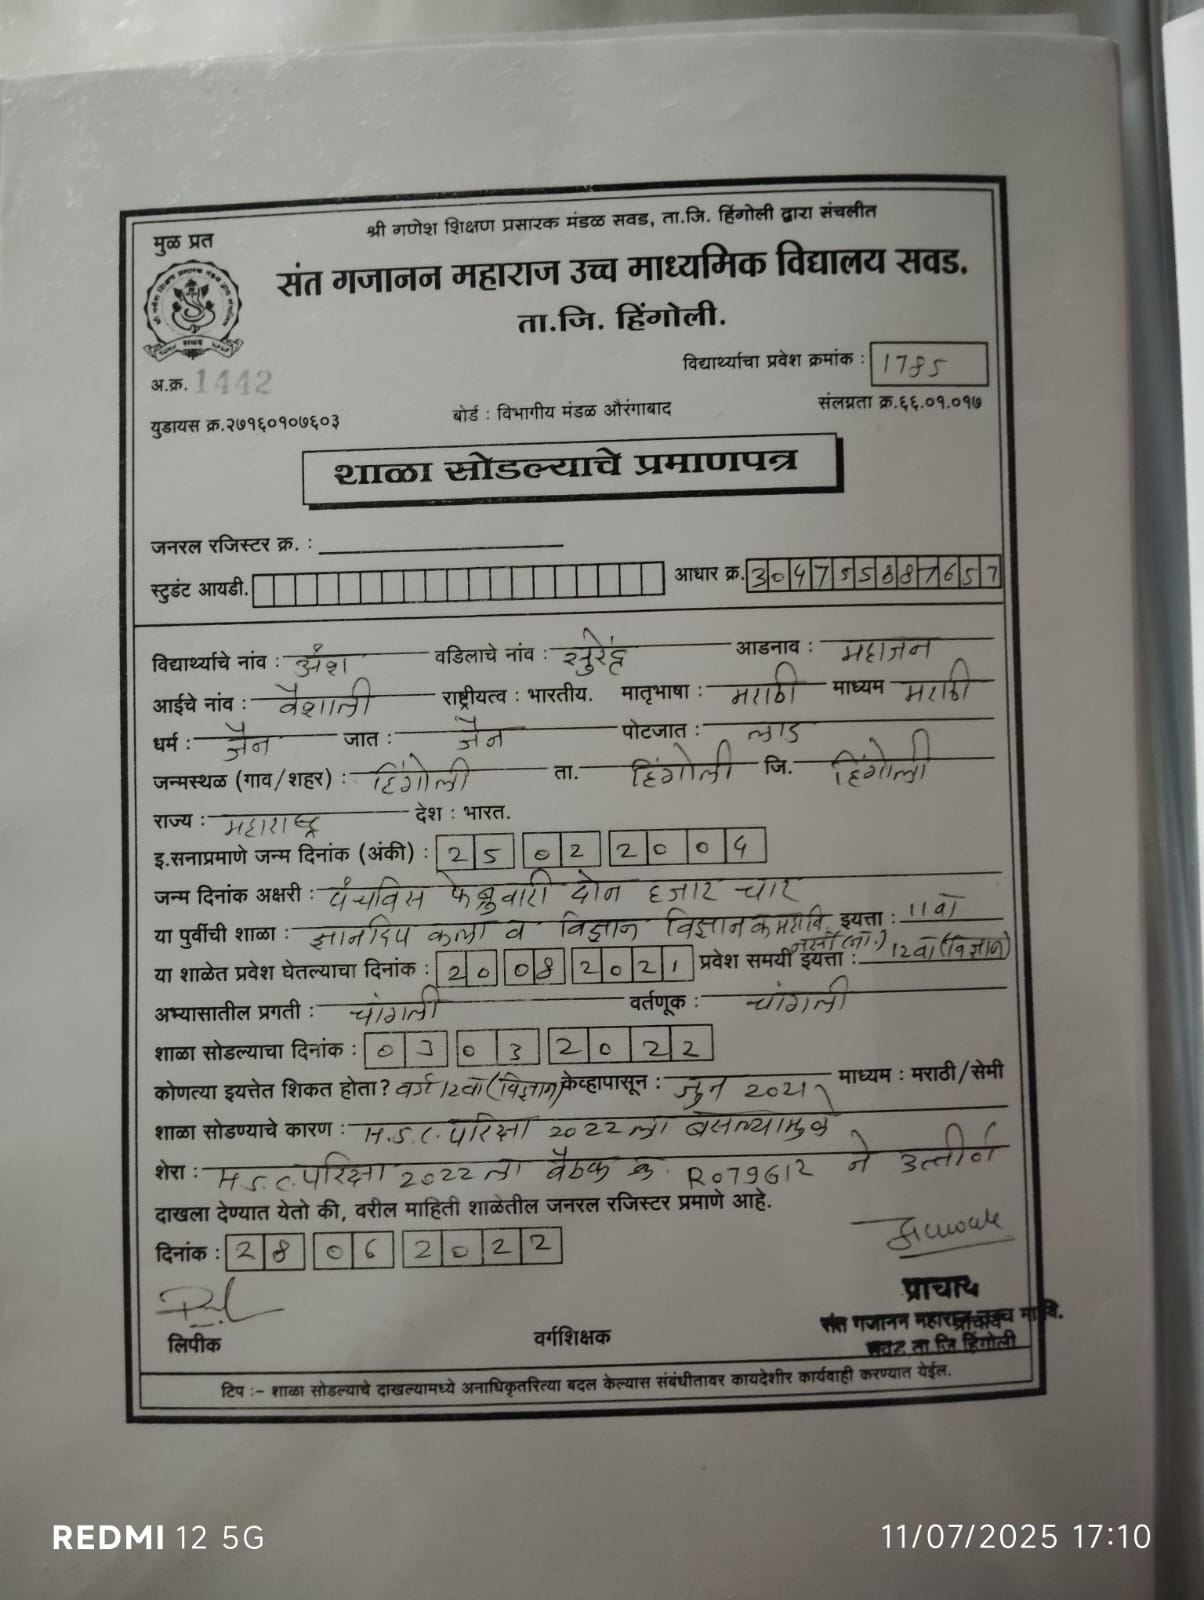 श्री गणेश शिक्षण प्रसारक मंडळ सवड, ता.जि. हिंगोली द्वारा संचलीत
मुळ प्रत
संत गजानन महाराज उच्च माध्यमिक विद्यालय सवड.
ता.जि. हिंगोली.
विद्यार्थ्याचा प्रवेश क्रमांक : 1785
अ.क्र. 1442
युडायस क्र.२७१६०१०७६०३ बोर्ड : विभागीय मंडळ औरंगाबाद संलग्नता क्र.६६.०१.०१७
शाळा सोडल्याचे प्रमाणपत्र
जनरल रजिस्टर क्र. :
स्टुडंट आयडी. आधार क्र.
विद्यार्थ्याचे नांव : अंश वडिलाचे नांव : सुरेंद्र आडनाव : महाजन
आईचे नांव : वैशाली राष्ट्रीयत्व : भारतीय. मातृभाषा : मराठी माध्यम मराठी
धर्म : जैन जात : जैन पोटजात : लाड
जन्मस्थळ (गाव/शहर) : हिंगोली ता. हिंगोली जि. हिंगोली
राज्य : महाराष्ट्र देश : भारत.
इ.सनाप्रमाणे जन्म दिनांक (अंकी) : 25 02 2004
जन्म दिनांक अक्षरी : पंचविस फेब्रुवारी दोन हजार चार
या पुर्वीची शाळा : ज्ञानदिप कला व विज्ञान इयत्ता : 11वी
या शाळेत प्रवेश घेतल्याचा दिनांक : 20 08 2021 प्रवेश समयी इयत्ता : 12वी (विज्ञान)
अभ्यासातील प्रगती : चांगली वर्तणूक : चांगली
शाळा सोडल्याचा दिनांक : 03 03 2022
कोणत्या इयत्तेत शिकत होता? वर्ग 12वी (विज्ञान) केव्हापासून : जुन 2021 माध्यम : मराठी/सेमी
शाळा सोडण्याचे कारण : H.S.C. परिक्षा 2022 ला बसल्यामुळे
शेरा : H.S.C. परिक्षा 2022 ला बैठक क्र. R079612 ने उत्तीर्ण
दाखला देण्यात येतो की, वरील माहिती शाळेतील जनरल रजिस्टर प्रमाणे आहे.
दिनांक : 28 06 2022
प्राचार्य
लिपीक वर्गशिक्षक संत गजानन महाराज
सवड ता जि हिंगोली
टिप :- शाळा सोडल्याचे दाखल्यामध्ये अनाधिकृतरित्या बदल केल्यास संबंधीतावर कायदेशीर कार्यवाही करण्यात येईल.
REDMI 12 5G 11/07/2025 17:10